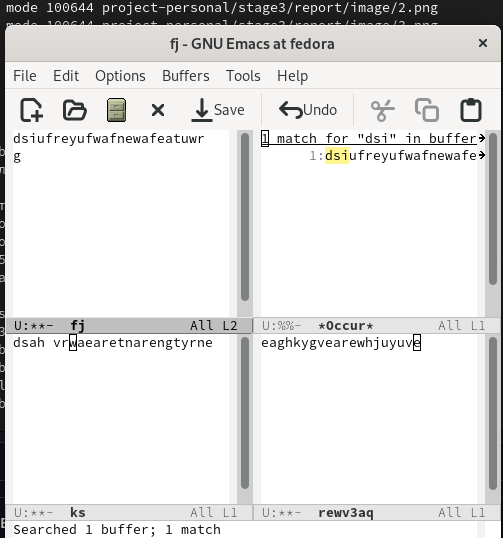 mode 100644 project-personal/stage3/report/image/2.png
mode 100644 project-personal/stage3/report/image/3.png
fj - GNU Emacs at fedora
File Edit Options Buffers Tools Help
Save Undo
dsiufreyufwafnewafeatuwr
g
U:**- fj All L2
1 match for "dsi" in buffer
1:dsiufreyufwafnewafe
U:%%- *Occur* All L1
dsah vrwaearetnarengtyrne
U:**- ks All L1
eaghkygvearewhjuyuve
U:**- rewv3aq All L1
Searched 1 buffer; 1 match